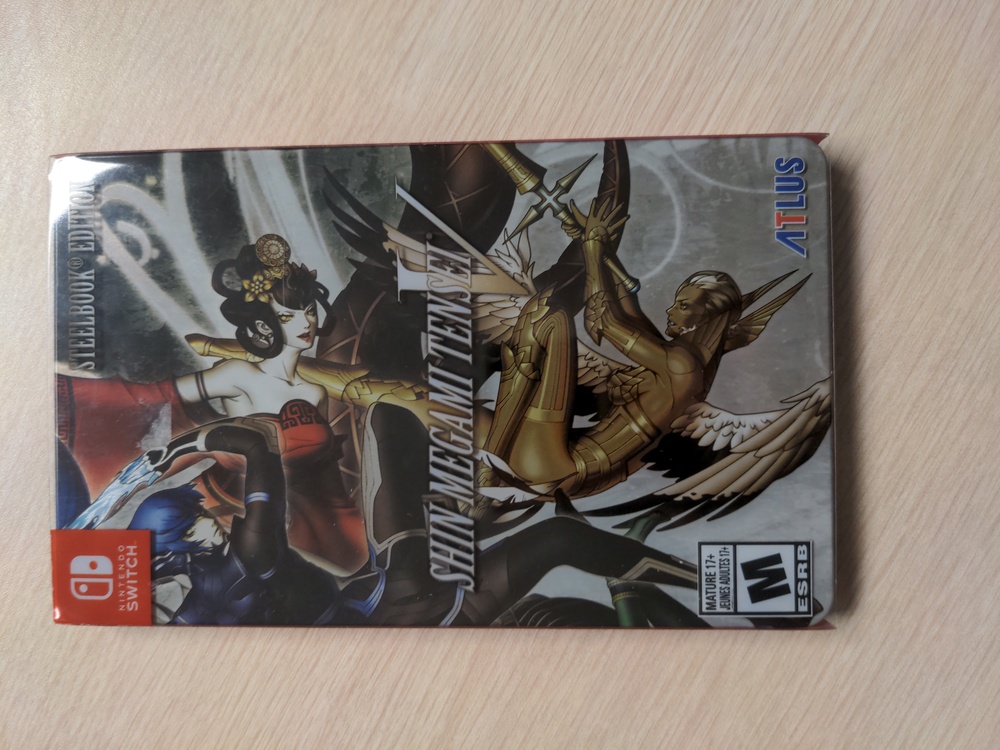 NINTENDO
SWITCH
STEELBOOK® EDITION
SHIN MEGAMI TENSEI V
MATURE 17+
JEUNES ADULTES 17+
M
ESRB
ATLUS